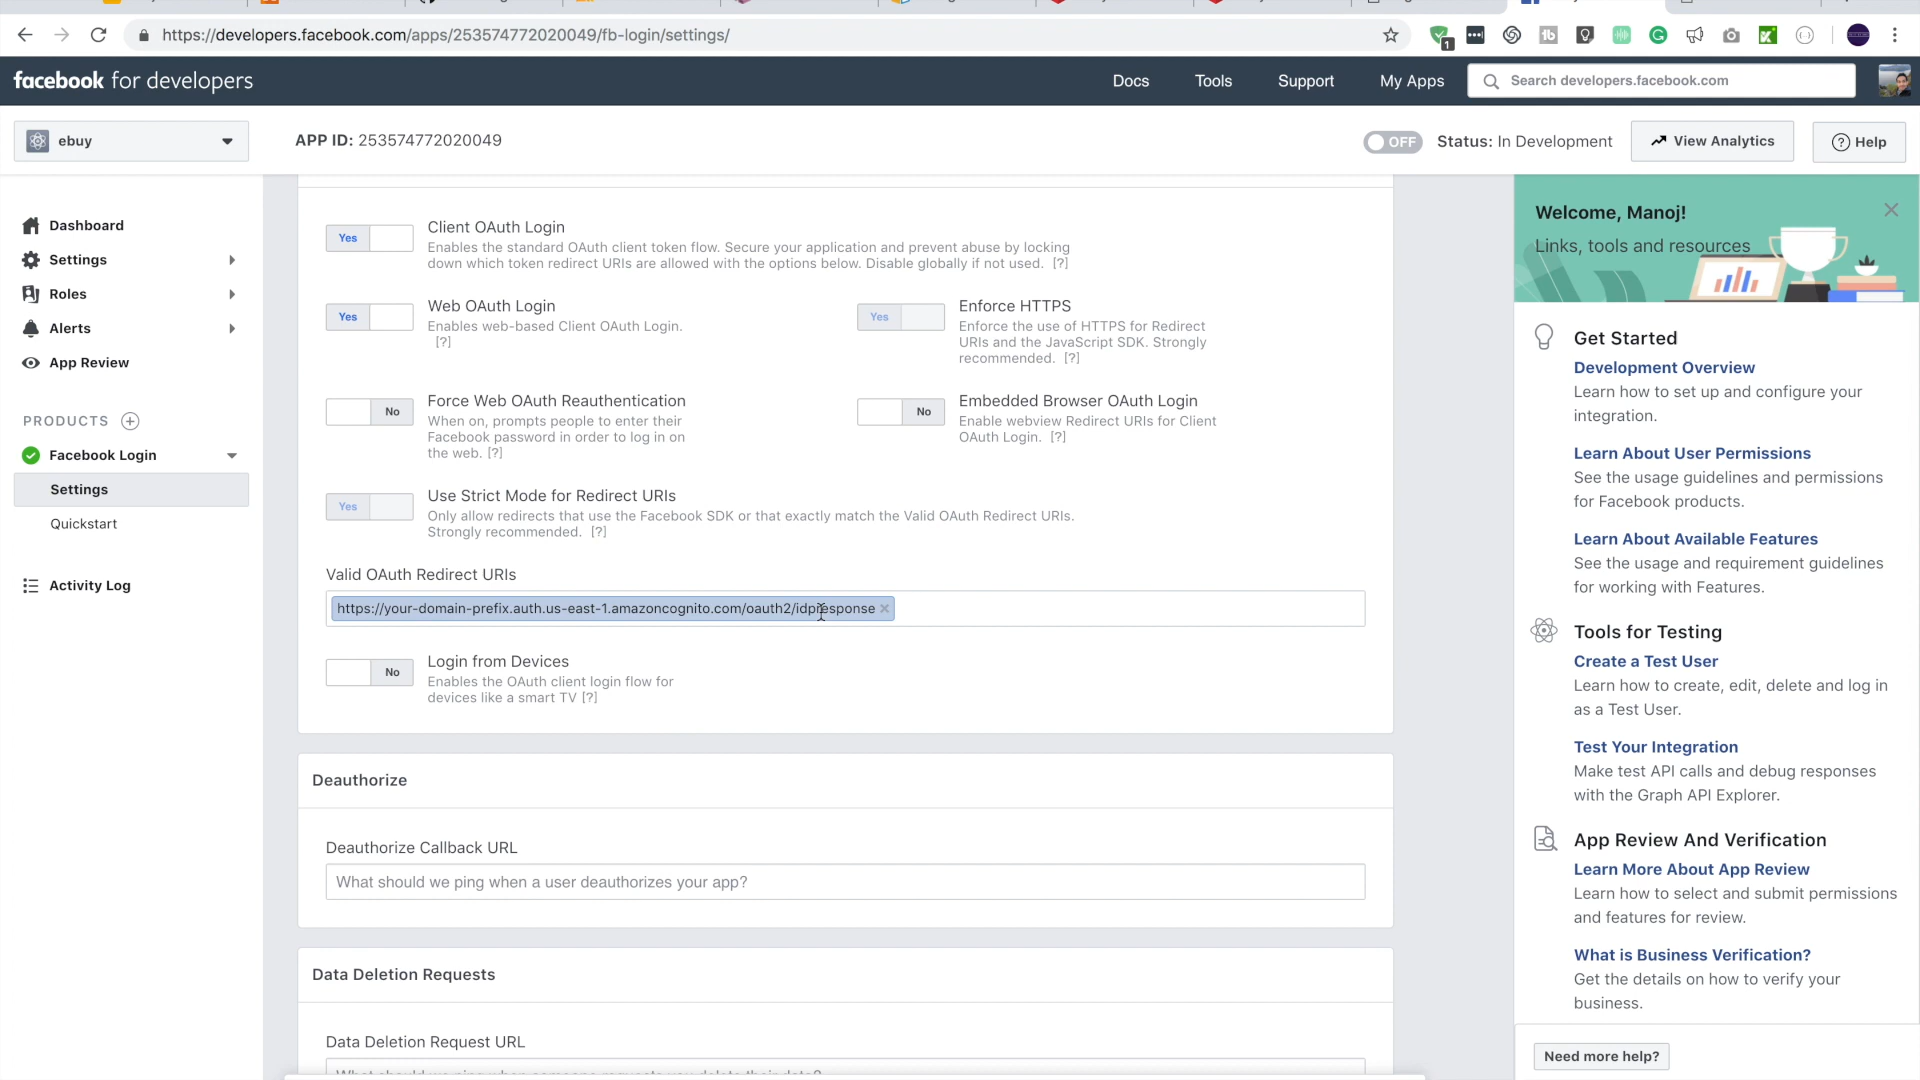 https://developers.facebook.com/apps/253574772020049/fb-login/settings/
1
facebook for developers
Docs
Tools
Support
My Apps
Search developers.facebook.com
ebuy
APP ID: 253574772020049
OFF
Status: In Development
View Analytics
Help
Dashboard
Settings
Roles
Alerts
App Review
PRODUCTS
Facebook Login
Settings
Quickstart
Activity Log
Yes
Client OAuth Login
Enables the standard OAuth client token flow. Secure your application and prevent abuse by locking
down which token redirect URIs are allowed with the options below. Disable globally if not used. [?]
Yes
Web OAuth Login
Enables web-based Client OAuth Login.
[?]
Yes
Enforce HTTPS
Enforce the use of HTTPS for Redirect
URIs and the JavaScript SDK. Strongly
recommended. [?]
No
Force Web OAuth Reauthentication
When on, prompts people to enter their
Facebook password in order to log in on
the web. [?]
No
Embedded Browser OAuth Login
Enable webview Redirect URIs for Client
OAuth Login. [?]
Yes
Use Strict Mode for Redirect URIs
Only allow redirects that use the Facebook SDK or that exactly match the Valid OAuth Redirect URIs.
Strongly recommended. [?]
Valid OAuth Redirect URIs
https://your-domain-prefix.auth.us-east-1.amazoncognito.com/oauth2/idpresponse
No
Login from Devices
Enables the OAuth client login flow for
devices like a smart TV [?]
Deauthorize
Deauthorize Callback URL
What should we ping when a user deauthorizes your app?
Data Deletion Requests
Data Deletion Request URL
Welcome, Manoj!
Links, tools and resources
Get Started
Development Overview
Learn how to set up and configure your
integration.
Learn About User Permissions
See the usage guidelines and permissions
for Facebook products.
Learn About Available Features
See the usage and requirement guidelines
for working with Features.
Tools for Testing
Create a Test User
Learn how to create, edit, delete and log in
as a Test User.
Test Your Integration
Make test API calls and debug responses
with the Graph API Explorer.
App Review And Verification
Learn More About App Review
Learn how to select and submit permissions
and features for review.
What is Business Verification?
Get the details on how to verify your
business.
Need more help?